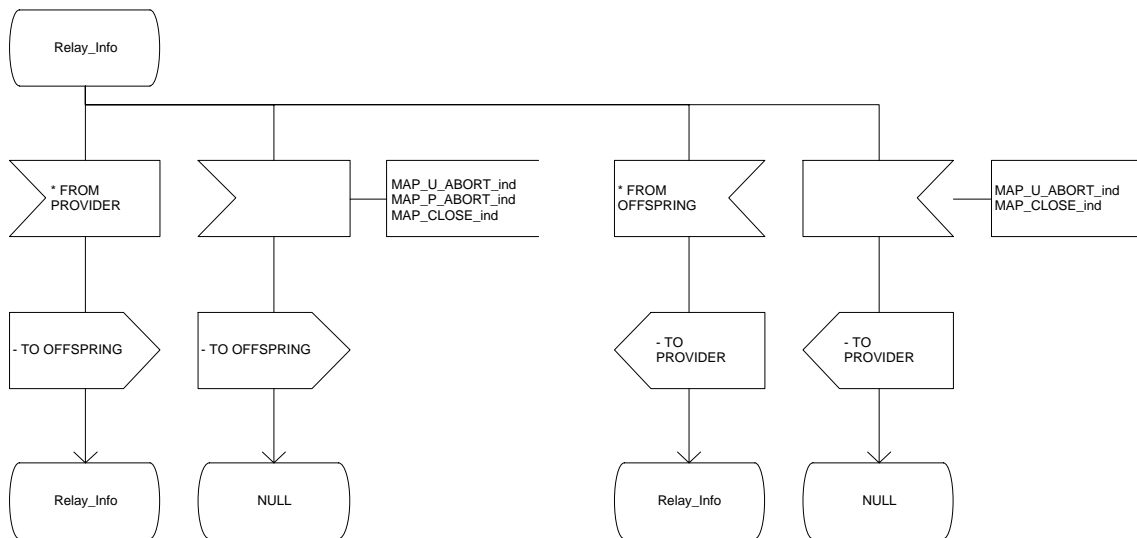 Relay_Info
* FROM
PROVIDER
MAP_U_ABORT_ind
MAP_P_ABORT_ind
MAP_CLOSE_ind
* FROM
OFFSPRING
MAP_U_ABORT_ind
MAP_CLOSE_ind
- TO OFFSPRING
- TO OFFSPRING
- TO
PROVIDER
- TO
PROVIDER
Relay_Info
NULL
Relay_Info
NULL